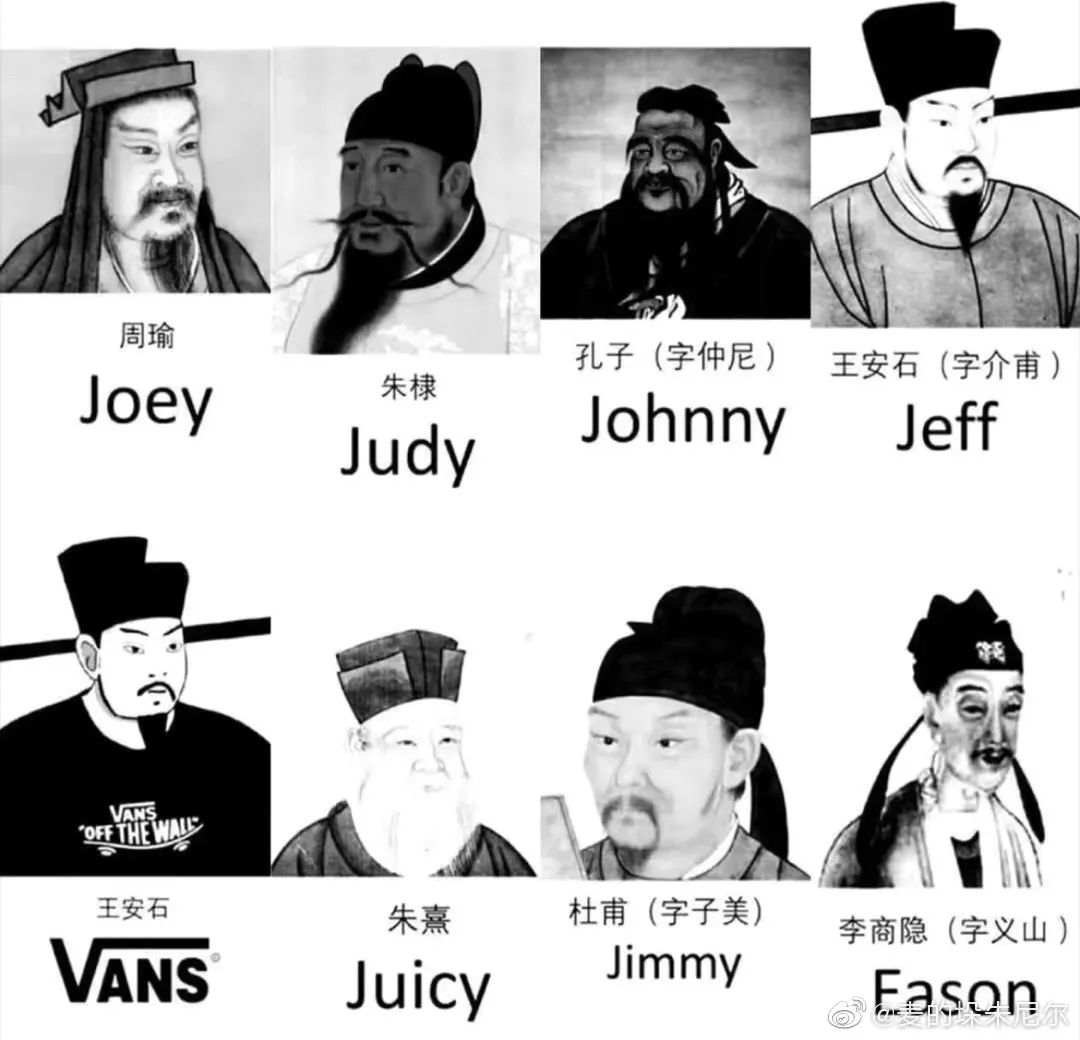 周瑜
Joey
朱棣
Judy
孔子（字仲尼）
Johnny
王安石（字介甫）
Jeff
VANS
"OFF THE WALL"
王安石
VANS®
朱熹
Juicy
杜甫（字子美）
Jimmy
李商隐（字义山）
Eason
@麦的垛朱尼尔